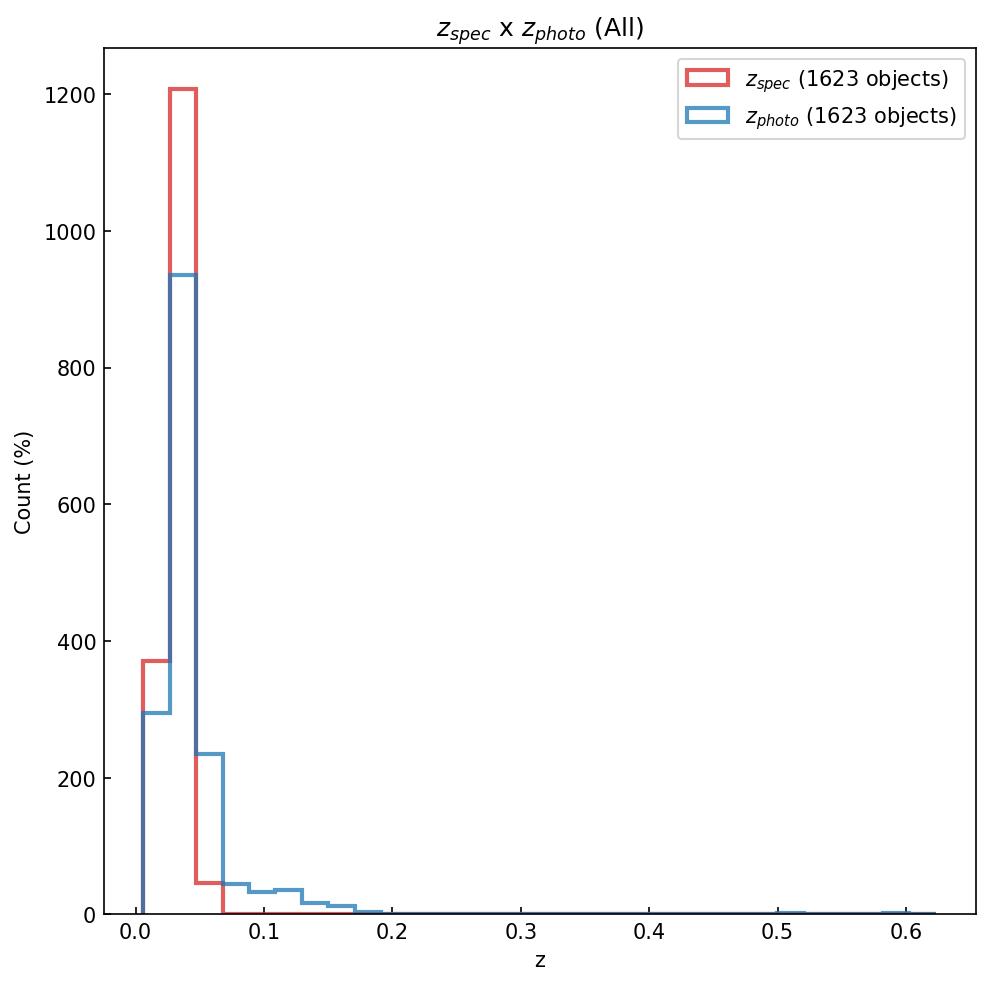 z_spec x z_photo (All)
z_spec (1623 objects)
z_photo (1623 objects)
Count (%)
1200
1000
800
600
400
200
0
0.0 0.1 0.2 0.3 0.4 0.5 0.6
z